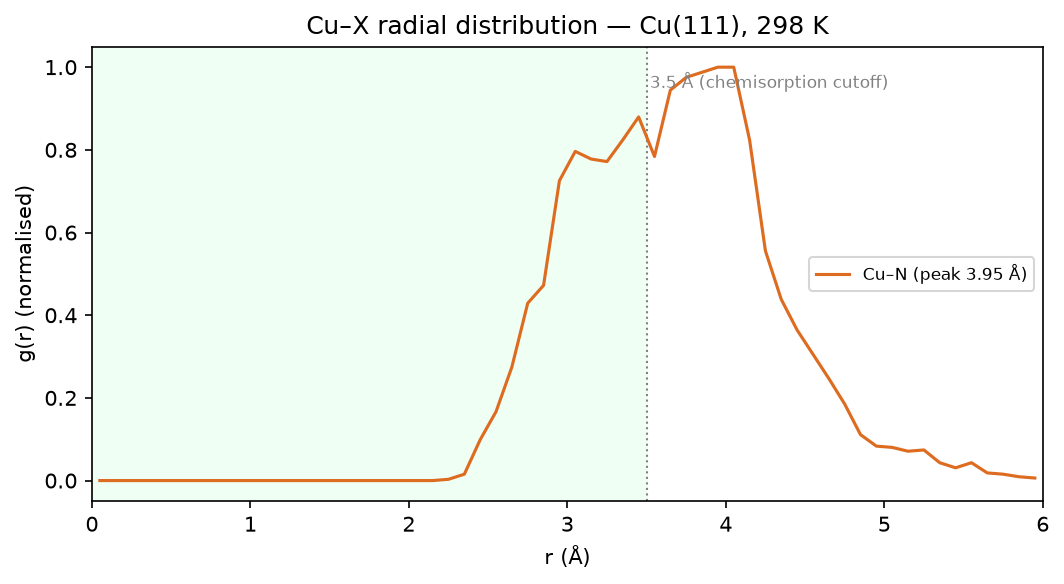 Cu–X radial distribution — Cu(111), 298 K
1.0
0.8
0.6
0.4
0.2
0.0
g(r) (normalised)
3.5 Å (chemisorption cutoff)
Cu–N (peak 3.95 Å)
0 1 2 3 4 5 6
r (Å)